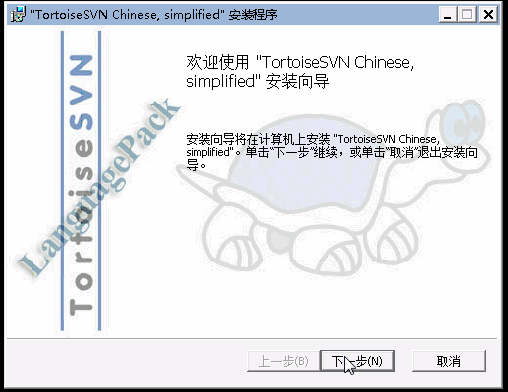 "TortoiseSVN Chinese, simplified" 安装程序
TortoiseSVN
LanguagePack
欢迎使用 "TortoiseSVN Chinese,
simplified" 安装向导
安装向导将在计算机上安装 "TortoiseSVN Chinese,
simplified"。单击“下一步”继续，或单击“取消”退出安装向
导。
上一步(B)
下一步(N)
取消